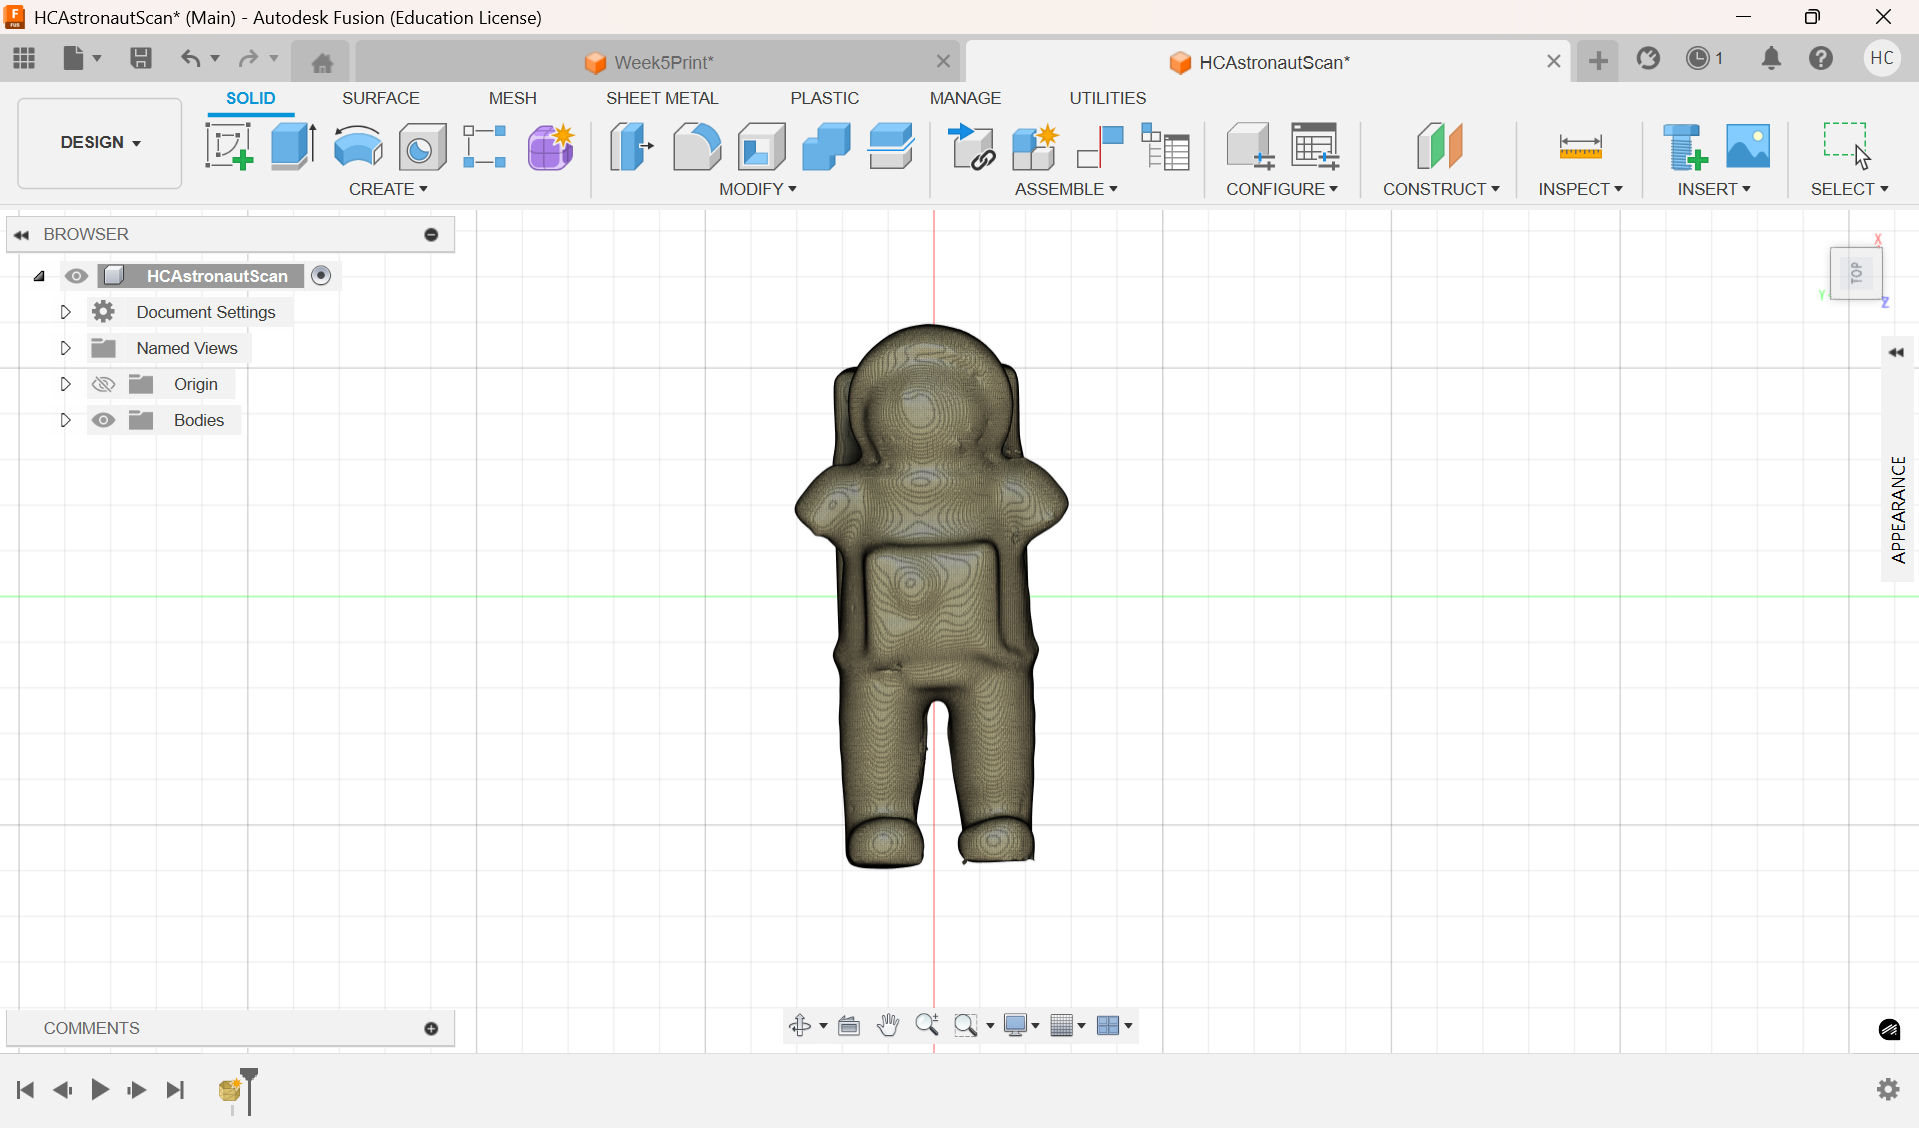 HCAstronautScan* (Main) - Autodesk Fusion (Education License)
Week5Print*
HCAstronautScan*
1
HC
DESIGN
SOLID
SURFACE
MESH
SHEET METAL
PLASTIC
MANAGE
UTILITIES
CREATE
MODIFY
ASSEMBLE
CONFIGURE
CONSTRUCT
INSPECT
INSERT
SELECT
BROWSER
HCAstronautScan
Document Settings
Named Views
Origin
Bodies
X
TOP
Y
Z
APPEARANCE
COMMENTS